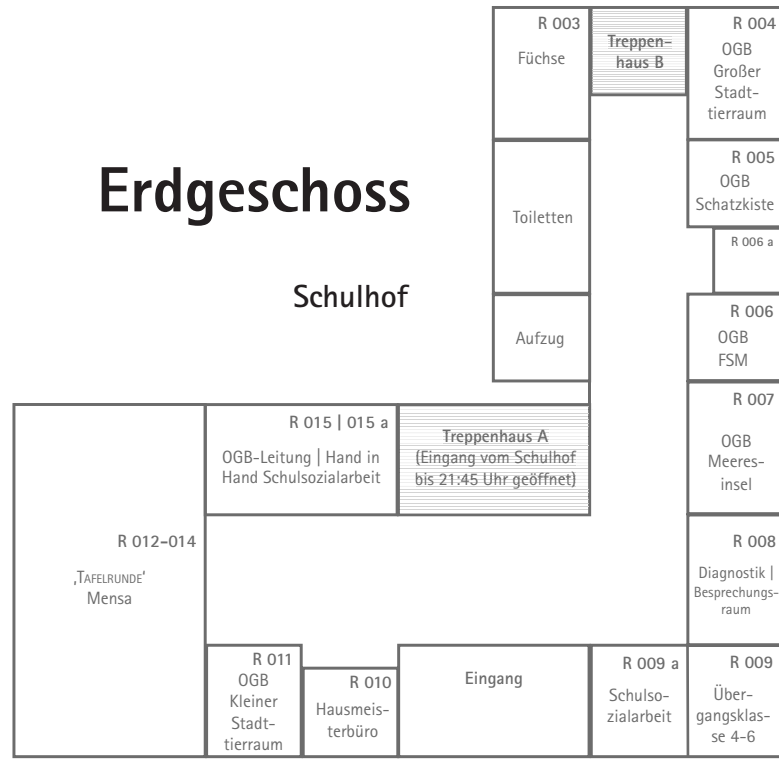 Erdgeschoss
Schulhof
R 003
Füchse
Treppen-
haus B
R 004
OGB
Großer
Stadt-
tierraum
R 005
OGB
Schatzkiste
Toiletten
R 006 a
Aufzug
R 006
OGB
FSM
R 007
OGB
Meeres-
insel
R 015 | 015 a
OGB-Leitung | Hand in
Hand Schulsozialarbeit
Treppenhaus A
(Eingang vom Schulhof
bis 21:45 Uhr geöffnet)
R 012-014
‚TAFELRUNDE'
Mensa
R 008
Diagnostik |
Besprechungs-
raum
R 011
OGB
Kleiner
Stadt-
tierraum
R 010
Hausmeis-
terbüro
Eingang
R 009 a
Schulso-
zialarbeit
R 009
Über-
gangsklas-
se 4-6